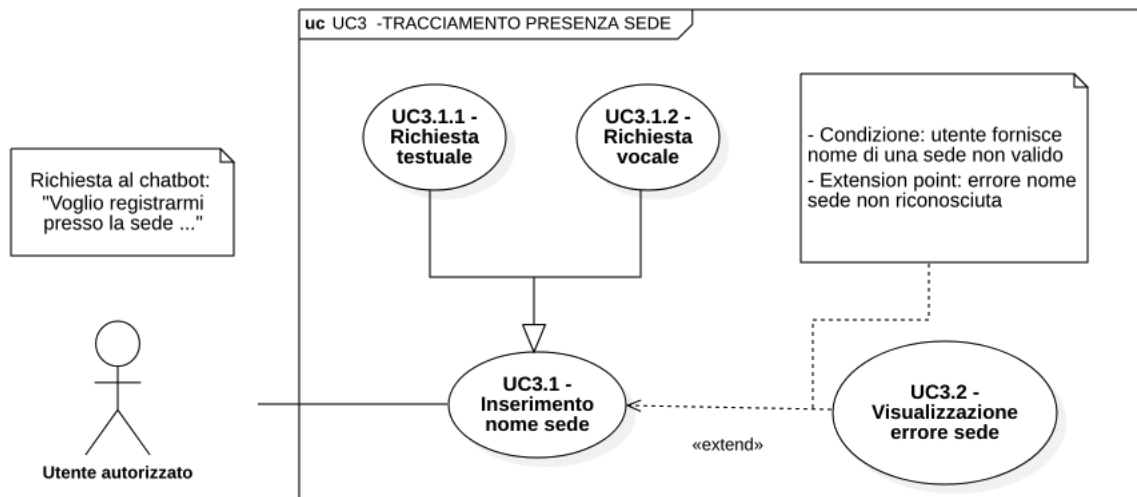 uc UC3 -TRACCIAMENTO PRESENZA SEDE
UC3.1.1 -
Richiesta
testuale
UC3.1.2 -
Richiesta
vocale
- Condizione: utente fornisce
nome di una sede non valido
- Extension point: errore nome
sede non riconosciuta
Richiesta al chatbot:
"Voglio registrarmi
presso la sede ..."
UC3.1 -
Inserimento
nome sede
UC3.2 -
Visualizzazione
errore sede
«extend»
Utente autorizzato